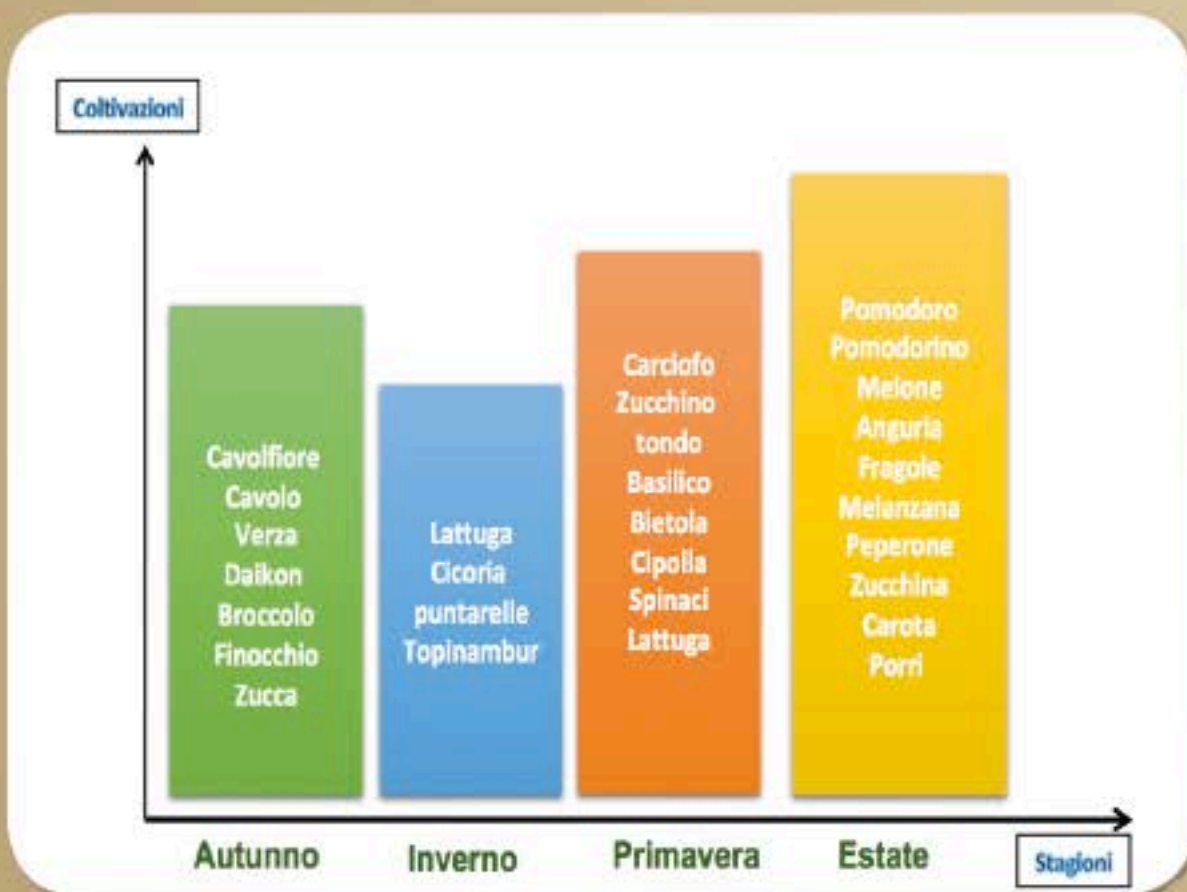 Coltivazioni
Cavolfiore
Cavolo
Verza
Daikon
Broccolo
Finocchio
Zucca
Lattuga
Cicoria
puntarelle
Topinambur
Carciofo
Zucchino
tondo
Basilico
Bietola
Cipolla
Spinaci
Lattuga
Pomodoro
Pomodorino
Melone
Anguria
Fragole
Melanzana
Peperone
Zucchina
Carota
Porri
Autunno
Inverno
Primavera
Estate
Stagioni